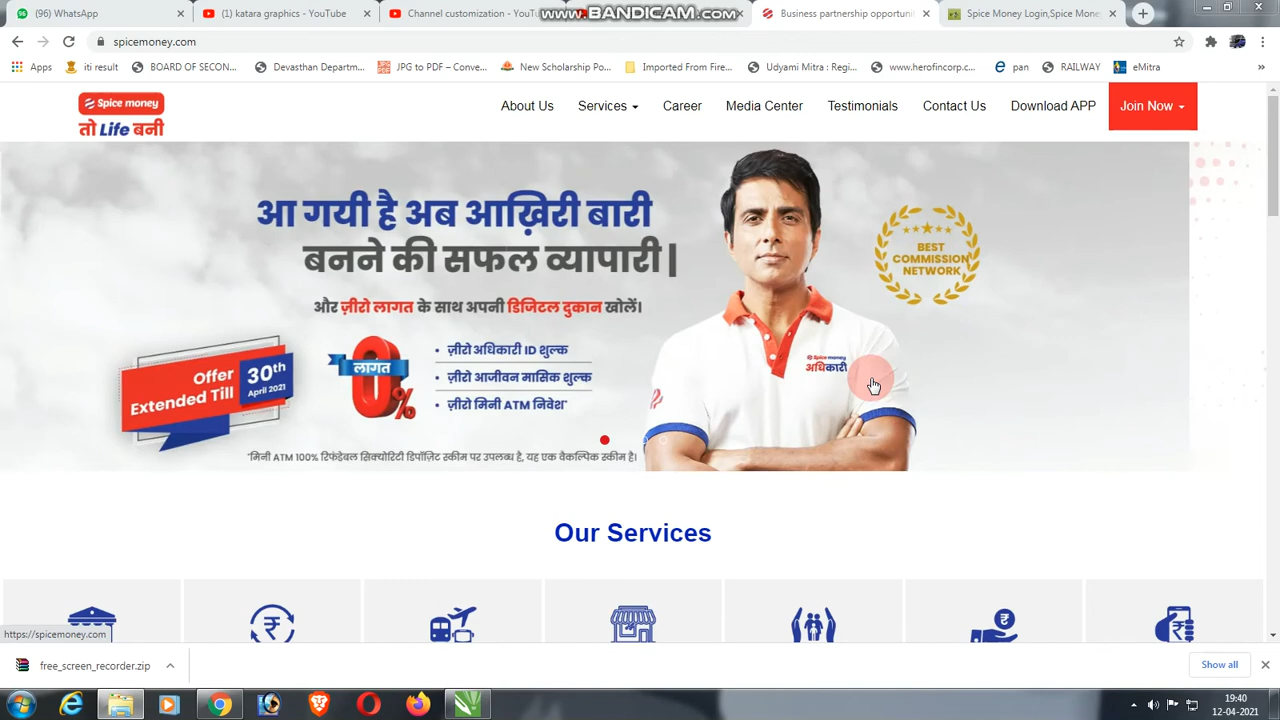 (96) WhatsApp
(1) katara graphics - YouTube
Channel customization - YouTu
www.BANDICAM.com
Business partnership opportuni
Spice Money Login,Spice Mone
spicemoney.com
Apps
iti result
BOARD OF SECON...
Devasthan Departm...
JPG to PDF – Conve...
New Scholarship Po...
Imported From Fire...
Udyami Mitra : Regi...
www.herofincorp.c...
pan
RAILWAY
eMitra
»
Spice money
तो Life बनी
About Us
Services
Career
Media Center
Testimonials
Contact Us
Download APP
Join Now
आ गयी है अब आख़िरी बारी
बनने की सफल व्यापारी|
और ज़ीरो लागत के साथ अपनी डिजिटल दुकान खोलें।
BEST
COMMISSION
NETWORK
Offer
Extended Till
30th
April 2021
लागत
0%
• ज़ीरो अधिकारी ID शुल्क
• ज़ीरो आजीवन मासिक शुल्क
• ज़ीरो मिनी ATM निवेश*
*मिनी ATM 100% रिफंडेबल सिक्योरिटी डिपॉज़िट स्कीम पर उपलब्ध है, यह एक वैकल्पिक स्कीम है।
Spice money
अधिकारी
Our Services
https://spicemoney.com
free_screen_recorder.zip
Show all
19:40
12-04-2021